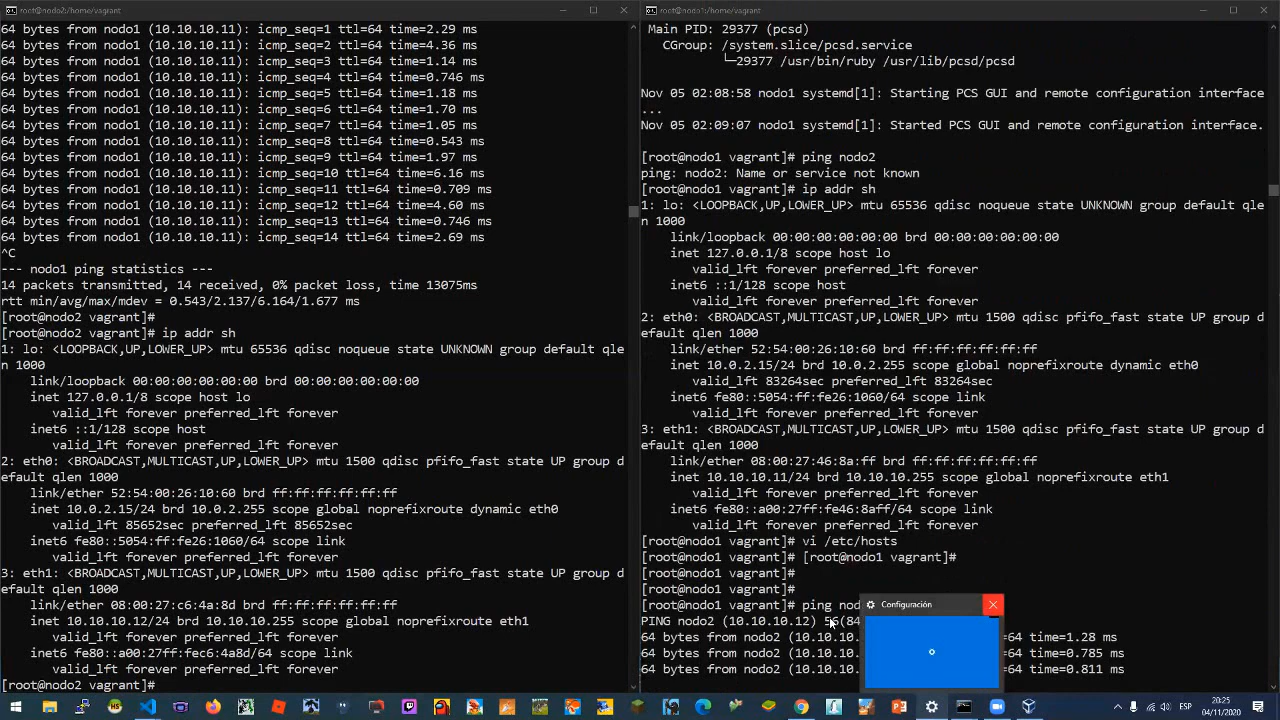 root@nodo2:/home/vagrant
64 bytes from nodo1 (10.10.10.11): icmp_seq=1 ttl=64 time=2.29 ms
64 bytes from nodo1 (10.10.10.11): icmp_seq=2 ttl=64 time=4.36 ms
64 bytes from nodo1 (10.10.10.11): icmp_seq=3 ttl=64 time=1.14 ms
64 bytes from nodo1 (10.10.10.11): icmp_seq=4 ttl=64 time=0.746 ms
64 bytes from nodo1 (10.10.10.11): icmp_seq=5 ttl=64 time=1.18 ms
64 bytes from nodo1 (10.10.10.11): icmp_seq=6 ttl=64 time=1.70 ms
64 bytes from nodo1 (10.10.10.11): icmp_seq=7 ttl=64 time=1.05 ms
64 bytes from nodo1 (10.10.10.11): icmp_seq=8 ttl=64 time=0.543 ms
64 bytes from nodo1 (10.10.10.11): icmp_seq=9 ttl=64 time=1.97 ms
64 bytes from nodo1 (10.10.10.11): icmp_seq=10 ttl=64 time=6.16 ms
64 bytes from nodo1 (10.10.10.11): icmp_seq=11 ttl=64 time=0.709 ms
64 bytes from nodo1 (10.10.10.11): icmp_seq=12 ttl=64 time=4.60 ms
64 bytes from nodo1 (10.10.10.11): icmp_seq=13 ttl=64 time=0.746 ms
64 bytes from nodo1 (10.10.10.11): icmp_seq=14 ttl=64 time=2.69 ms
^C
--- nodo1 ping statistics ---
14 packets transmitted, 14 received, 0% packet loss, time 13075ms
rtt min/avg/max/mdev = 0.543/2.137/6.164/1.677 ms
[root@nodo2 vagrant]#
[root@nodo2 vagrant]# ip addr sh
1: lo: <LOOPBACK,UP,LOWER_UP> mtu 65536 qdisc noqueue state UNKNOWN group default qle
n 1000
link/loopback 00:00:00:00:00:00 brd 00:00:00:00:00:00
inet 127.0.0.1/8 scope host lo
valid_lft forever preferred_lft forever
inet6 ::1/128 scope host
valid_lft forever preferred_lft forever
2: eth0: <BROADCAST,MULTICAST,UP,LOWER_UP> mtu 1500 qdisc pfifo_fast state UP group d
efault qlen 1000
link/ether 52:54:00:26:10:60 brd ff:ff:ff:ff:ff:ff
inet 10.0.2.15/24 brd 10.0.2.255 scope global noprefixroute dynamic eth0
valid_lft 85652sec preferred_lft 85652sec
inet6 fe80::5054:ff:fe26:1060/64 scope link
valid_lft forever preferred_lft forever
3: eth1: <BROADCAST,MULTICAST,UP,LOWER_UP> mtu 1500 qdisc pfifo_fast state UP group d
efault qlen 1000
link/ether 08:00:27:c6:4a:8d brd ff:ff:ff:ff:ff:ff
inet 10.10.10.12/24 brd 10.10.10.255 scope global noprefixroute eth1
valid_lft forever preferred_lft forever
inet6 fe80::a00:27ff:fec6:4a8d/64 scope link
valid_lft forever preferred_lft forever
[root@nodo2 vagrant]#
root@nodo1:/home/vagrant
Main PID: 29377 (pcsd)
CGroup: /system.slice/pcsd.service
└─29377 /usr/bin/ruby /usr/lib/pcsd/pcsd
Nov 05 02:08:58 nodo1 systemd[1]: Starting PCS GUI and remote configuration interface
...
Nov 05 02:09:07 nodo1 systemd[1]: Started PCS GUI and remote configuration interface.
[root@nodo1 vagrant]# ping nodo2
ping: nodo2: Name or service not known
[root@nodo1 vagrant]# ip addr sh
1: lo: <LOOPBACK,UP,LOWER_UP> mtu 65536 qdisc noqueue state UNKNOWN group default qle
n 1000
link/loopback 00:00:00:00:00:00 brd 00:00:00:00:00:00
inet 127.0.0.1/8 scope host lo
valid_lft forever preferred_lft forever
inet6 ::1/128 scope host
valid_lft forever preferred_lft forever
2: eth0: <BROADCAST,MULTICAST,UP,LOWER_UP> mtu 1500 qdisc pfifo_fast state UP group d
efault qlen 1000
link/ether 52:54:00:26:10:60 brd ff:ff:ff:ff:ff:ff
inet 10.0.2.15/24 brd 10.0.2.255 scope global noprefixroute dynamic eth0
valid_lft 83264sec preferred_lft 83264sec
inet6 fe80::5054:ff:fe26:1060/64 scope link
valid_lft forever preferred_lft forever
3: eth1: <BROADCAST,MULTICAST,UP,LOWER_UP> mtu 1500 qdisc pfifo_fast state UP group d
efault qlen 1000
link/ether 08:00:27:46:8a:ff brd ff:ff:ff:ff:ff:ff
inet 10.10.10.11/24 brd 10.10.10.255 scope global noprefixroute eth1
valid_lft forever preferred_lft forever
inet6 fe80::a00:27ff:fe46:8aff/64 scope link
valid_lft forever preferred_lft forever
[root@nodo1 vagrant]# vi /etc/hosts
[root@nodo1 vagrant]# [root@nodo1 vagrant]#
[root@nodo1 vagrant]#
[root@nodo1 vagrant]#
[root@nodo1 vagrant]# ping nod
PING nodo2 (10.10.10.12) 5 (84
64 bytes from nodo2 (10.10.10. =64 time=1.28 ms
64 bytes from nodo2 (10.10.10. =64 time=0.785 ms
64 bytes from nodo2 (10.10.10. =64 time=0.811 ms
Configuración
ESP
20:25
04/11/2020